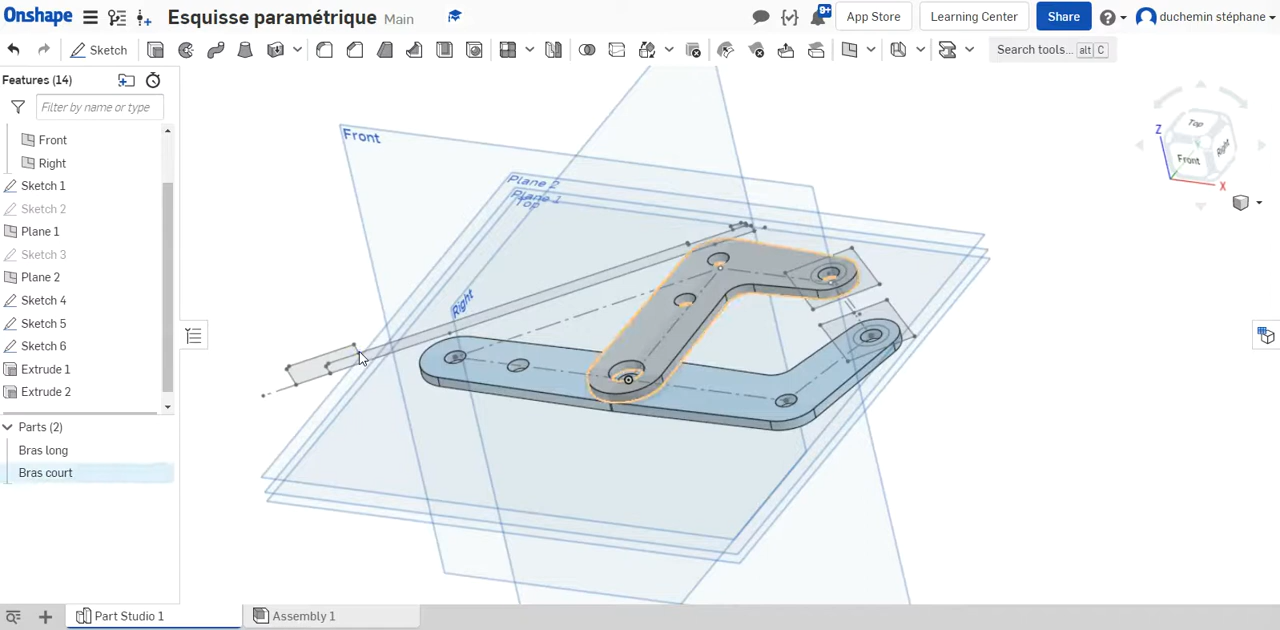 Onshape Esquisse paramétrique Main 9+ App Store Learning Center Share duchemin stéphane
Sketch Search tools... alt C
Features (14)
Filter by name or type
Front
Right
Sketch 1
Sketch 2
Plane 1
Sketch 3
Plane 2
Sketch 4
Sketch 5
Sketch 6
Extrude 1
Extrude 2
Parts (2)
Bras long
Bras court
Front
Plane 2
Plane 1
Top
Right
Top
Front
Right
Z
X
Part Studio 1 Assembly 1